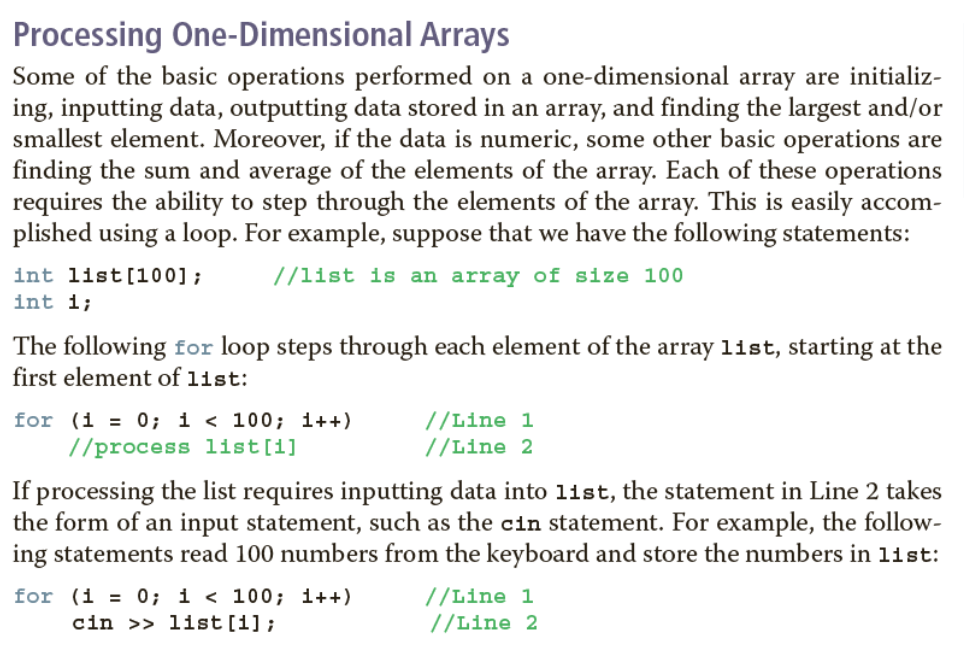 Processing One-Dimensional Arrays
Some of the basic operations performed on a one-dimensional array are initializ-
ing, inputting data, outputting data stored in an array, and finding the largest and/or
smallest element. Moreover, if the data is numeric, some other basic operations are
finding the sum and average of the elements of the array. Each of these operations
requires the ability to step through the elements of the array. This is easily accom-
plished using a loop. For example, suppose that we have the following statements:
int list[100];     //list is an array of size 100
int i;
The following for loop steps through each element of the array list, starting at the
first element of list:
for (i = 0; i < 100; i++)     //Line 1
    //process list[i]         //Line 2
If processing the list requires inputting data into list, the statement in Line 2 takes
the form of an input statement, such as the cin statement. For example, the follow-
ing statements read 100 numbers from the keyboard and store the numbers in list:
for (i = 0; i < 100; i++)     //Line 1
    cin >> list[i];           //Line 2